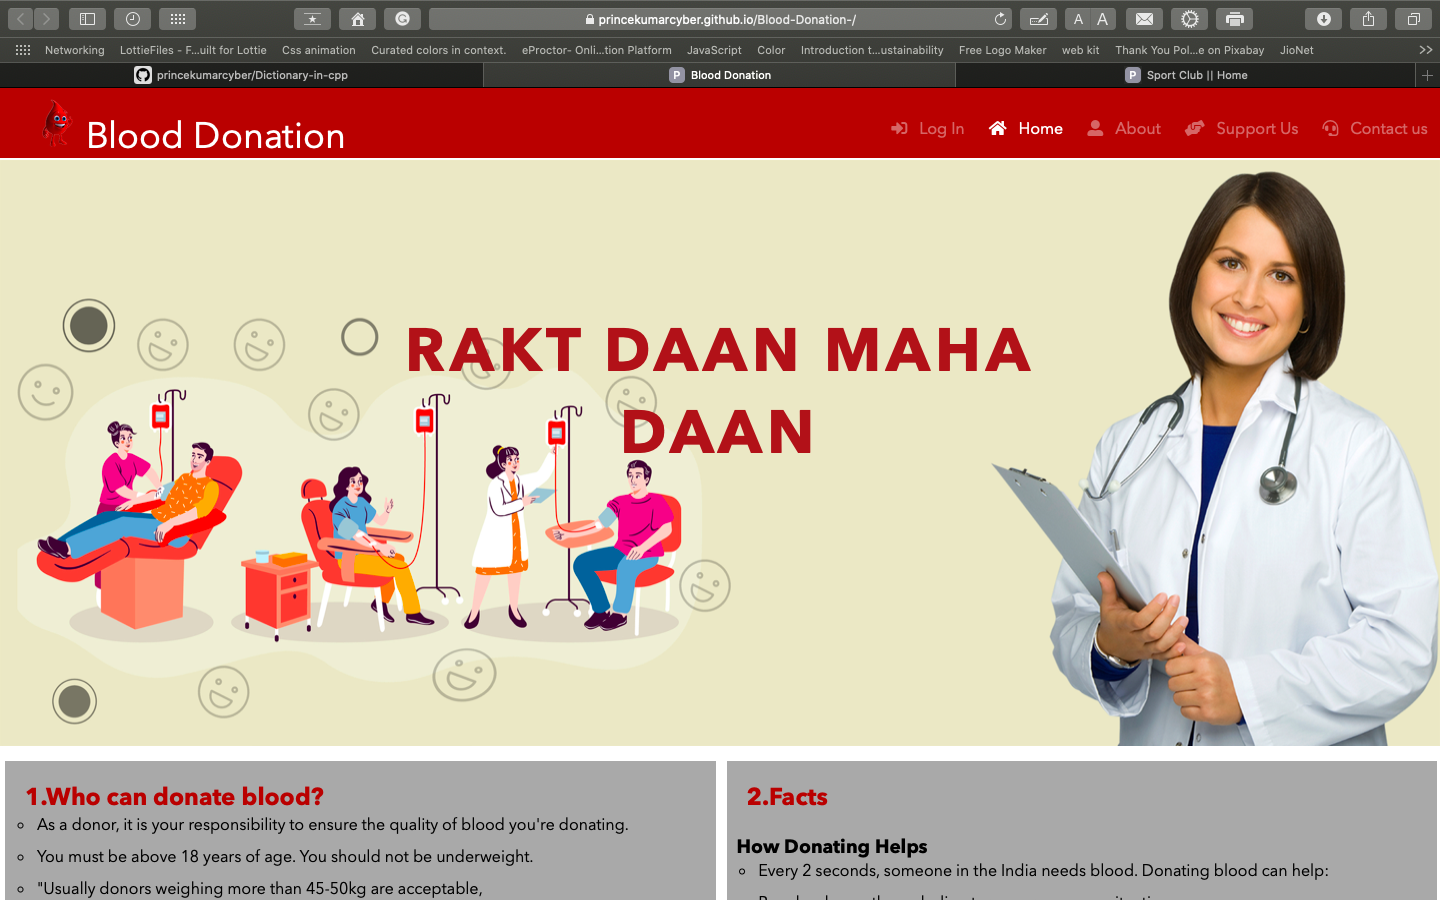 princekumarcyber.github.io/Blood-Donation-/
A A
Networking LottieFiles - F...uilt for Lottie Css animation Curated colors in context. eProctor- Onli...tion Platform JavaScript Color Introduction t...ustainability Free Logo Maker web kit Thank You Pol...e on Pixabay JioNet >>
princekumarcyber/Dictionary-in-cpp P Blood Donation P Sport Club || Home
Blood Donation Log In Home About Support Us Contact us
RAKT DAAN MAHA
DAAN
1.Who can donate blood?
As a donor, it is your responsibility to ensure the quality of blood you're donating.
You must be above 18 years of age. You should not be underweight.
"Usually donors weighing more than 45-50kg are acceptable,
2.Facts
How Donating Helps
Every 2 seconds, someone in the India needs blood. Donating blood can help: